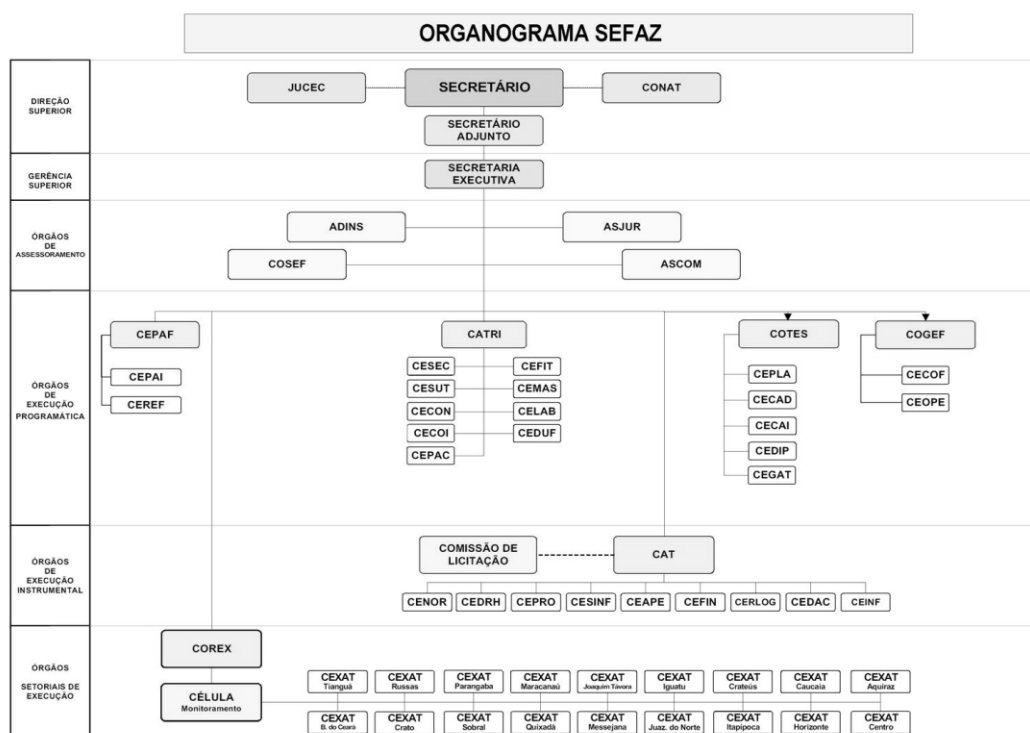 ORGANOGRAMA SEFAZ
DIREÇÃO
SUPERIOR
JUCEC
SECRETÁRIO
CONAT
SECRETÁRIO
ADJUNTO
GERÊNCIA
SUPERIOR
SECRETARIA
EXECUTIVA
ÓRGÃOS
DE
ASSESSORAMENTO
ADINS
ASJUR
COSEF
ASCOM
ÓRGÃOS
DE
EXECUÇÃO
PROGRAMÁTICA
CEPAF
CEPAI
CEREF
CATRI
CESEC
CEFIT
CESUT
CEMAS
CECON
CELAB
CECOI
CEDUF
CEPAC
COTES
CEPLA
CECAD
CECAI
CEDIP
CEGAT
COGEF
CECOF
CEOPE
ÓRGÃOS
DE
EXECUÇÃO
INSTRUMENTAL
COMISSÃO DE
LICITAÇÃO
CAT
CENOR
CEDRH
CEPRO
CESINF
CEAPE
CEFIN
CERLOG
CEDAC
CEINF
ÓRGÃOS
SETORIAIS DE
EXECUÇÃO
COREX
CÉLULA
Monitoramento
CEXAT
Tianguá
CEXAT
Russas
CEXAT
Parangaba
CEXAT
Maracanaú
CEXAT
Joaquim Távora
CEXAT
Iguatu
CEXAT
Crateús
CEXAT
Caucaia
CEXAT
Aquiraz
CEXAT
B. do Ceará
CEXAT
Crato
CEXAT
Sobral
CEXAT
Quixadá
CEXAT
Messejana
CEXAT
Juaz. do Norte
CEXAT
Itapipoca
CEXAT
Horizonte
CEXAT
Centro